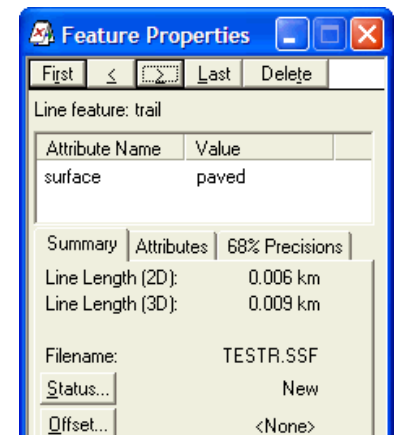 Feature Properties
First < > Last Delete
Line feature: trail
Attribute Name Value
surface paved
Summary Attributes 68% Precisions
Line Length (2D): 0.006 km
Line Length (3D): 0.009 km
Filename: TESTR.SSF
Status... New
Offset... <None>